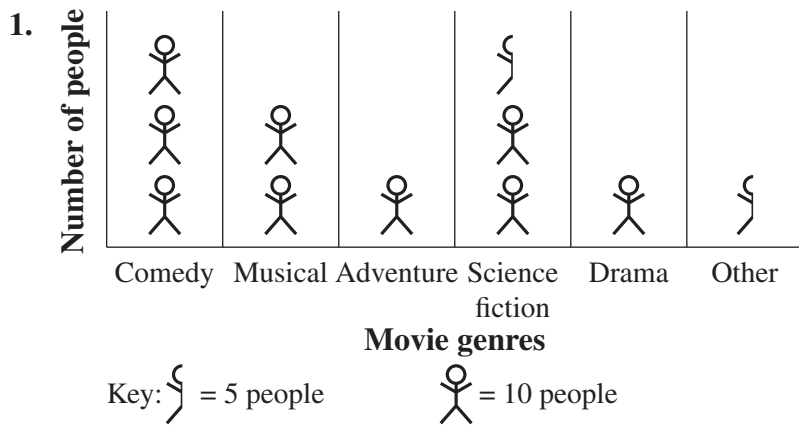 1.
Number of people
Comedy Musical Adventure Science fiction Drama Other
Movie genres
Key: = 5 people = 10 people